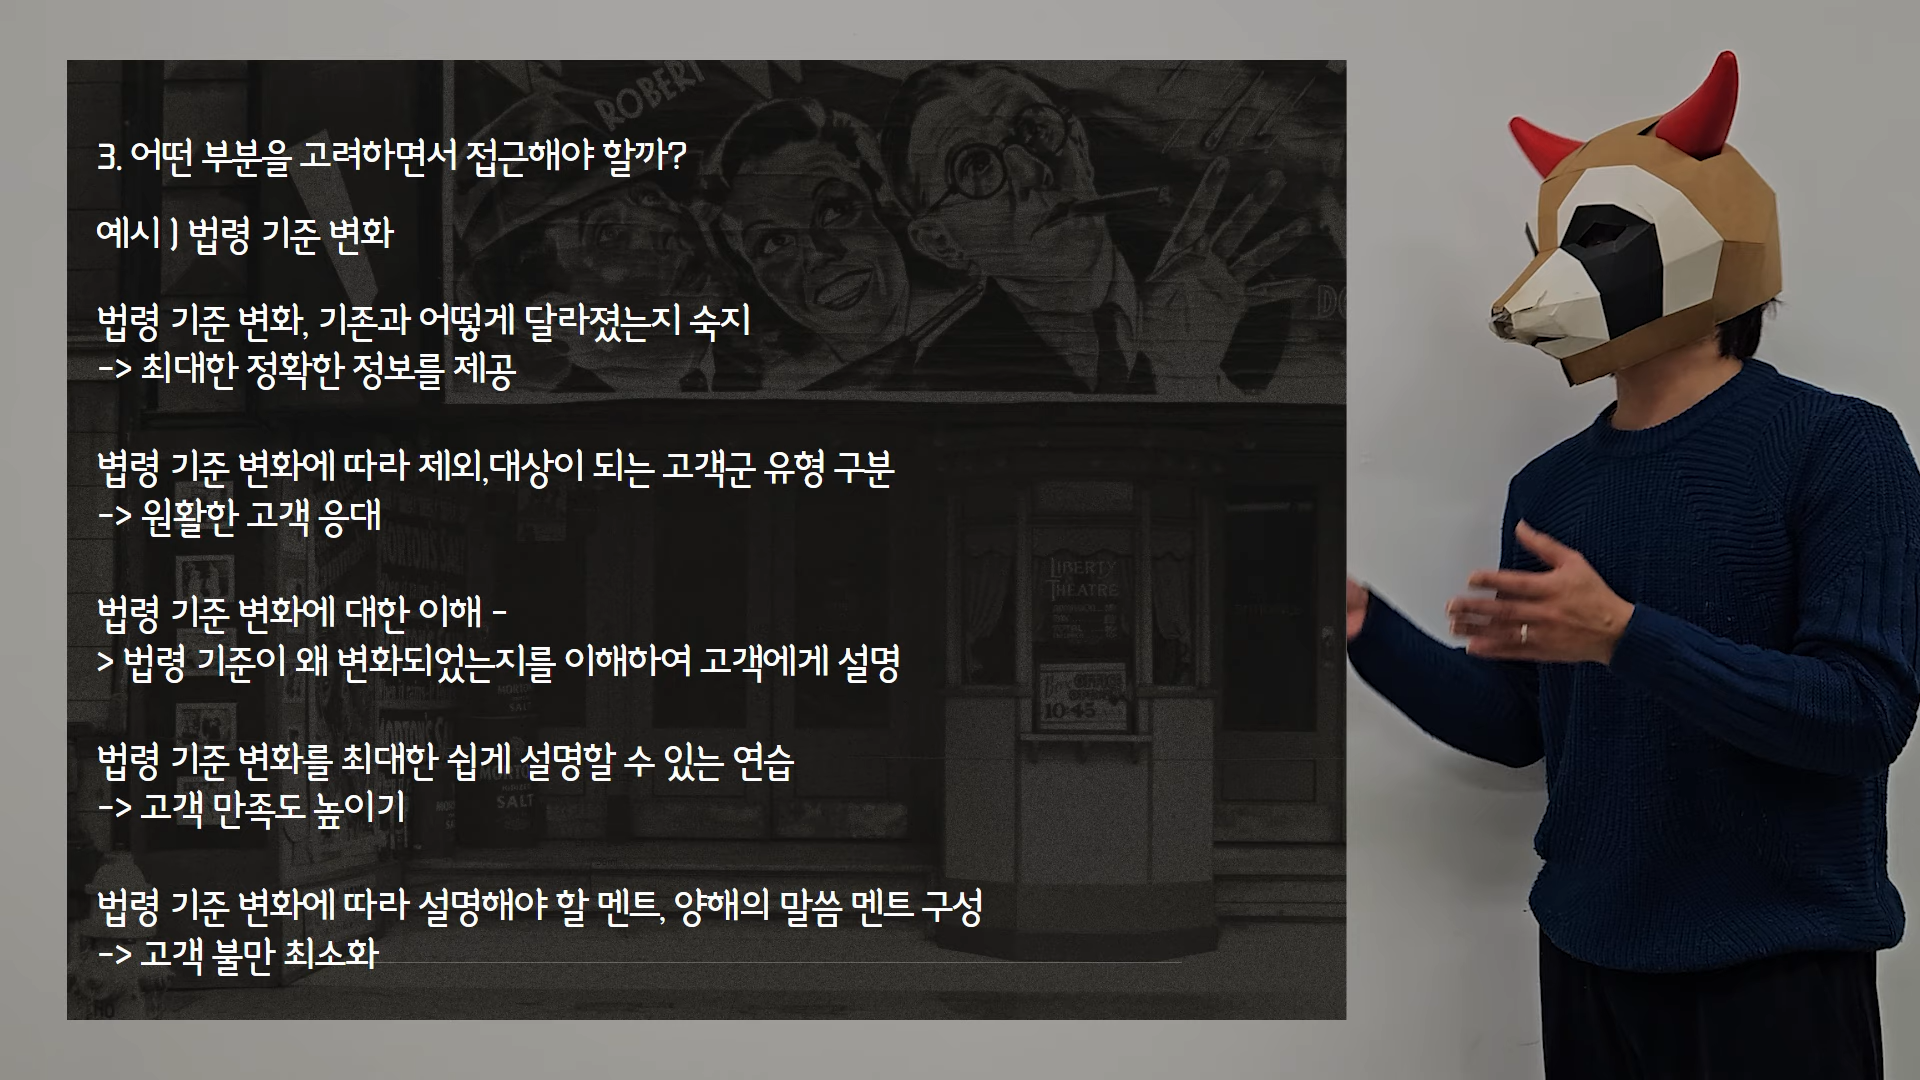 3. 어떤 부분을 고려하면서 접근해야 할까?
예시 ) 법령 기준 변화
법령 기준 변화, 기존과 어떻게 달라졌는지 숙지
-> 최대한 정확한 정보를 제공
법령 기준 변화에 따라 제외,대상이 되는 고객군 유형 구분
-> 원활한 고객 응대
법령 기준 변화에 대한 이해 -
> 법령 기준이 왜 변화되었는지를 이해하여 고객에게 설명
법령 기준 변화를 최대한 쉽게 설명할 수 있는 연습
-> 고객 만족도 높이기
법령 기준 변화에 따라 설명해야 할 멘트, 양해의 말씀 멘트 구성
-> 고객 불만 최소화
ROBERT
LIBERTY
THEATRE
10:45
SALT